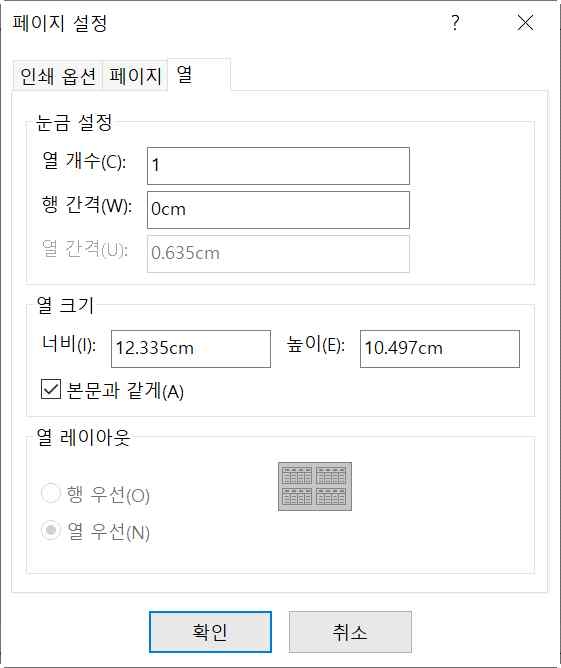 페이지 설정
인쇄 옵션 페이지 열
눈금 설정
열 개수(C): 1
행 간격(W): 0cm
열 간격(U): 0.635cm
열 크기
너비(I): 12.335cm 높이(E): 10.497cm
본문과 같게(A)
열 레이아웃
행 우선(O)
열 우선(N)
확인 취소